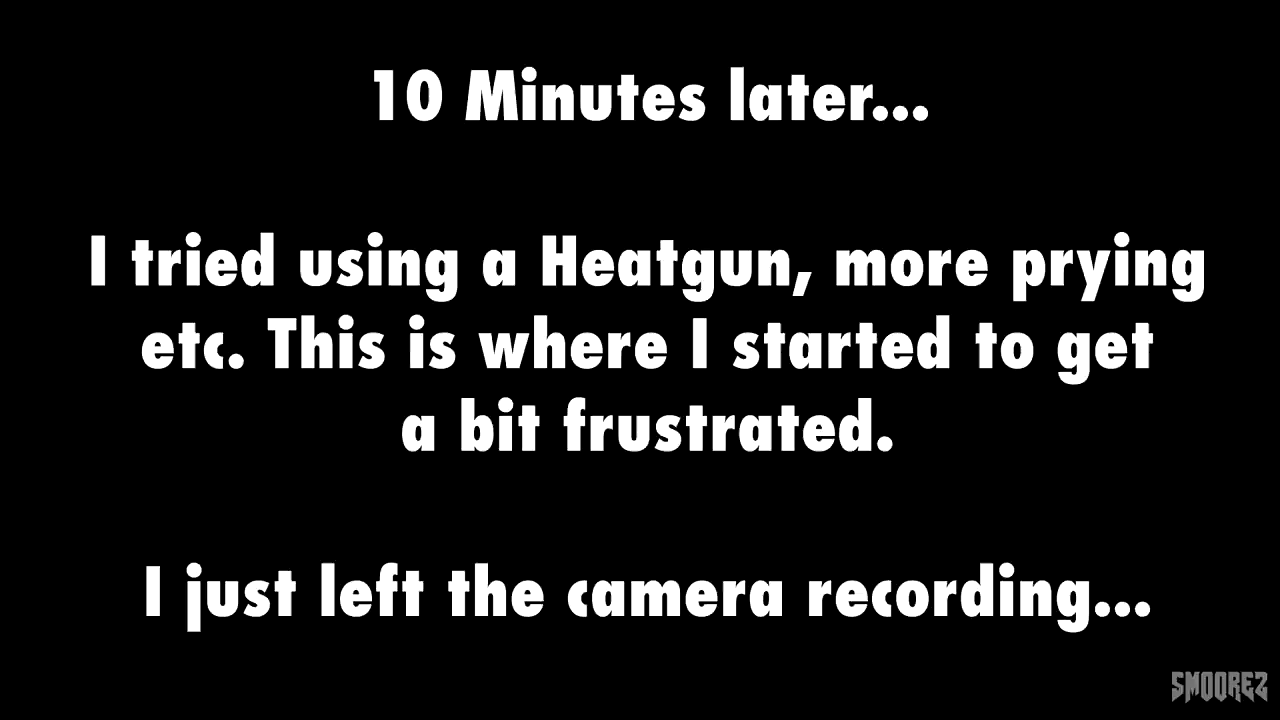 10 Minutes later...
I tried using a Heatgun, more prying
etc. This is where I started to get
a bit frustrated.
I just left the camera recording...
SMOOREZ